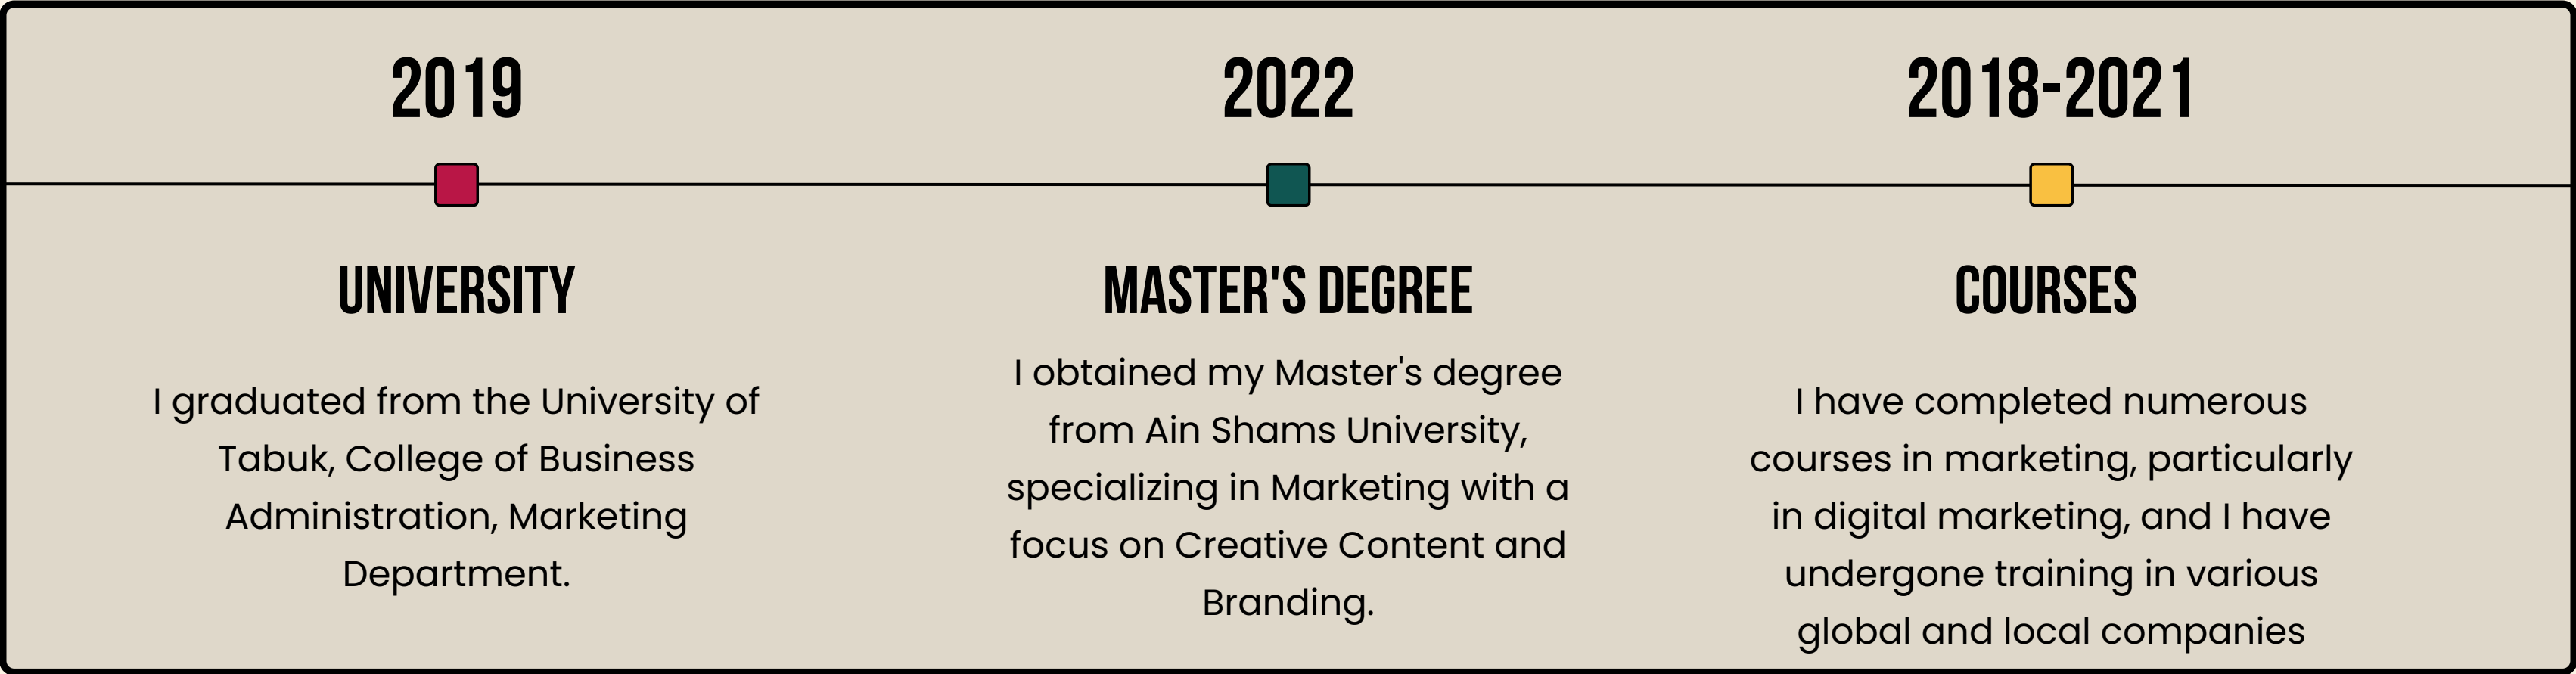 2019
UNIVERSITY
I graduated from the University of
Tabuk, College of Business
Administration, Marketing
Department.
2022
MASTER'S DEGREE
I obtained my Master's degree
from Ain Shams University,
specializing in Marketing with a
focus on Creative Content and
Branding.
2018-2021
COURSES
I have completed numerous
courses in marketing, particularly
in digital marketing, and I have
undergone training in various
global and local companies